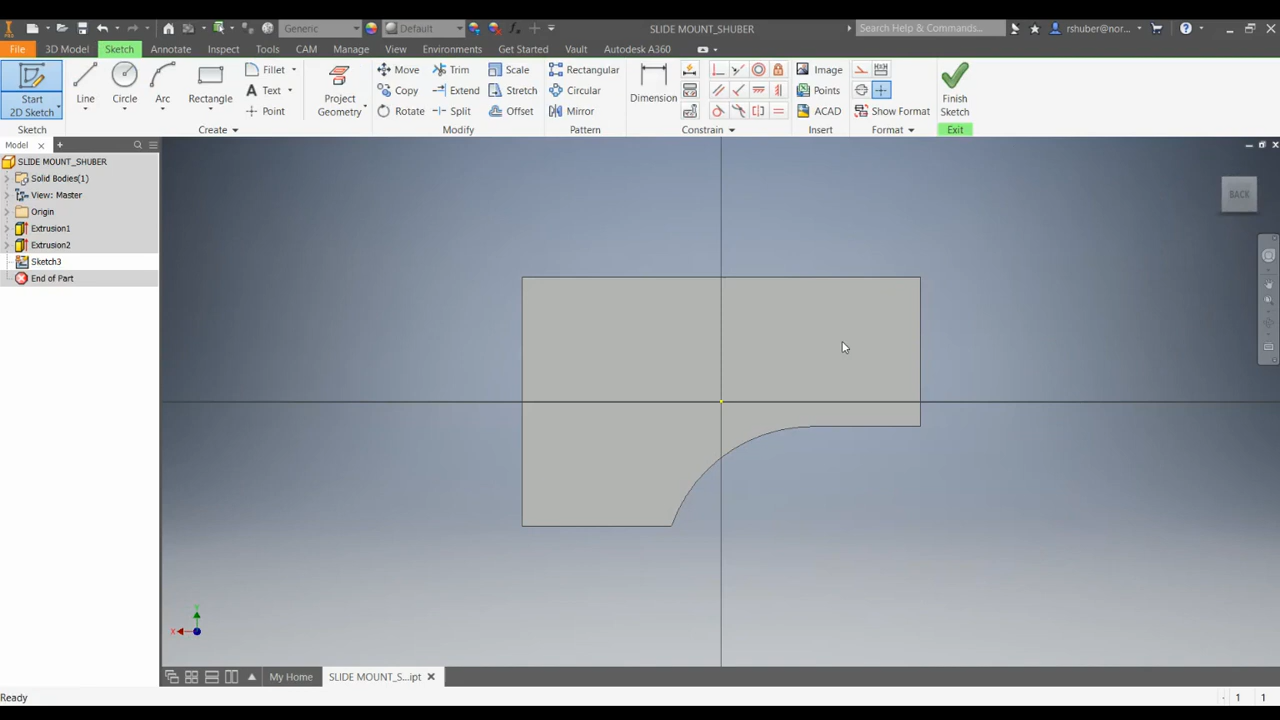 Generic
Default
SLIDE MOUNT_SHUBER
Search Help & Commands...
rshuber@nor...
File
3D Model
Sketch
Annotate
Inspect
Tools
CAM
Manage
View
Environments
Get Started
Vault
Autodesk A360
Start
2D Sketch
Sketch
Line
Circle
Arc
Rectangle
Fillet
Text
Point
Create
Project
Geometry
Move
Copy
Rotate
Trim
Extend
Split
Scale
Stretch
Offset
Modify
Rectangular
Circular
Mirror
Pattern
Dimension
Constrain
Image
Points
ACAD
Insert
Show Format
Format
Finish
Sketch
Exit
Model
SLIDE MOUNT_SHUBER
Solid Bodies(1)
View: Master
Origin
Extrusion1
Extrusion2
Sketch3
End of Part
BACK
Y
X
My Home
SLIDE MOUNT_S...ipt
Ready
1
1